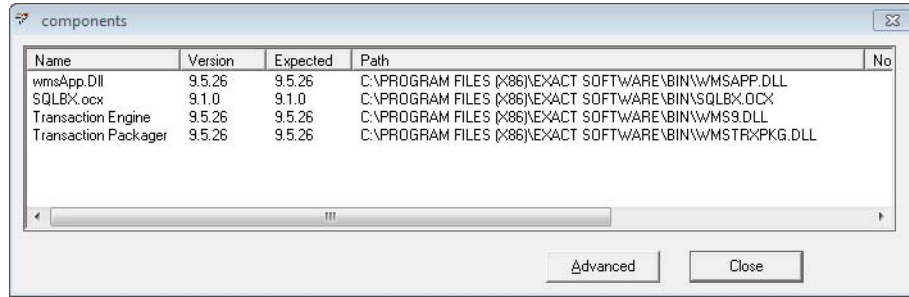 components
Name Version Expected Path No
wmsApp.Dll 9.5.26 9.5.26 C:\PROGRAM FILES (X86)\EXACT SOFTWARE\BIN\WMSAPP.DLL
SQLBX.ocx 9.1.0 9.1.0 C:\PROGRAM FILES (X86)\EXACT SOFTWARE\BIN\SQLBX.OCX
Transaction Engine 9.5.26 9.5.26 C:\PROGRAM FILES (X86)\EXACT SOFTWARE\BIN\WMS9.DLL
Transaction Packager 9.5.26 9.5.26 C:\PROGRAM FILES (X86)\EXACT SOFTWARE\BIN\WMSTRXPKG.DLL
Advanced Close